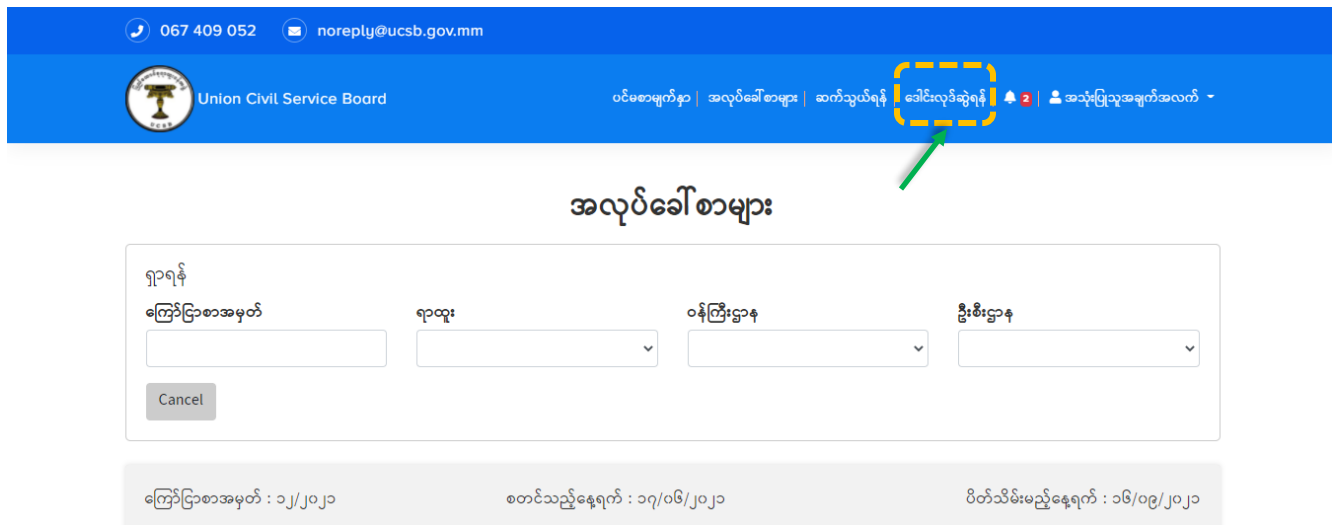 067 409 052 noreply@ucsb.gov.mm
Union Civil Service Board ပင်မစာမျက်နှာ | အလုပ်ခေါ်စာများ | ဆက်သွယ်ရန် | ဒေါင်းလုဒ်ဆွဲရန် | 2 | အသုံးပြုသူအချက်အလက်
အလုပ်ခေါ်စာများ
ရှာရန်
ကြော်ငြာစာအမှတ် ရာထူး ဝန်ကြီးဌာန ဦးစီးဌာန
Cancel
ကြော်ငြာစာအမှတ် : ၁၂/၂၀၂၁ စတင်သည့်နေ့ရက် : ၁၇/၀၆/၂၀၂၁ ပိတ်သိမ်းမည့်နေ့ရက် : ၁၆/၀၉/၂၀၂၁